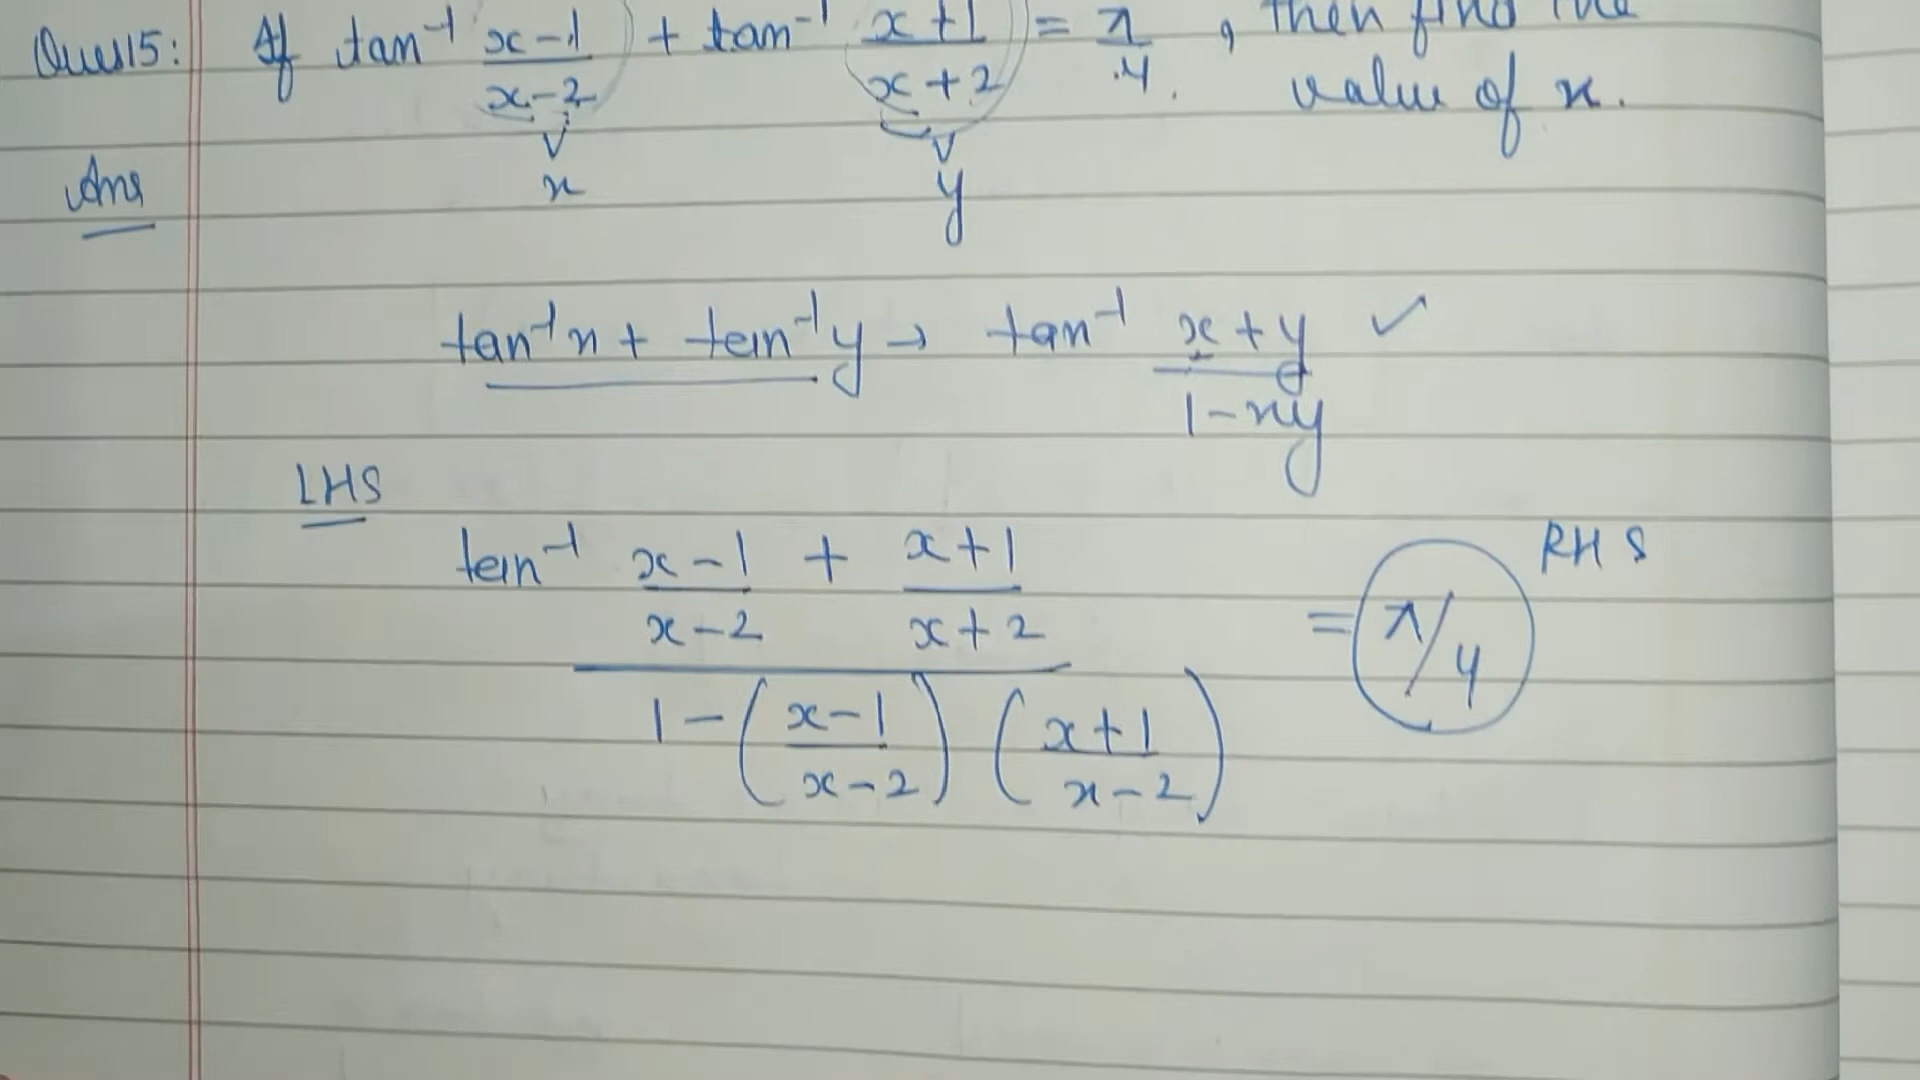 Ques15: If tan⁻¹ (x-1)/(x-2) + tan⁻¹ (x+1)/(x+2) = π/4 , then find the
value of x.
x y
Ans
tan⁻¹x + tan⁻¹y → tan⁻¹ (x+y)/(1-xy) ✓
LHS
tan⁻¹ ((x-1)/(x-2) + (x+1)/(x+2)) / (1-((x-1)/(x-2))((x+1)/(x-2))) = π/4 RHS